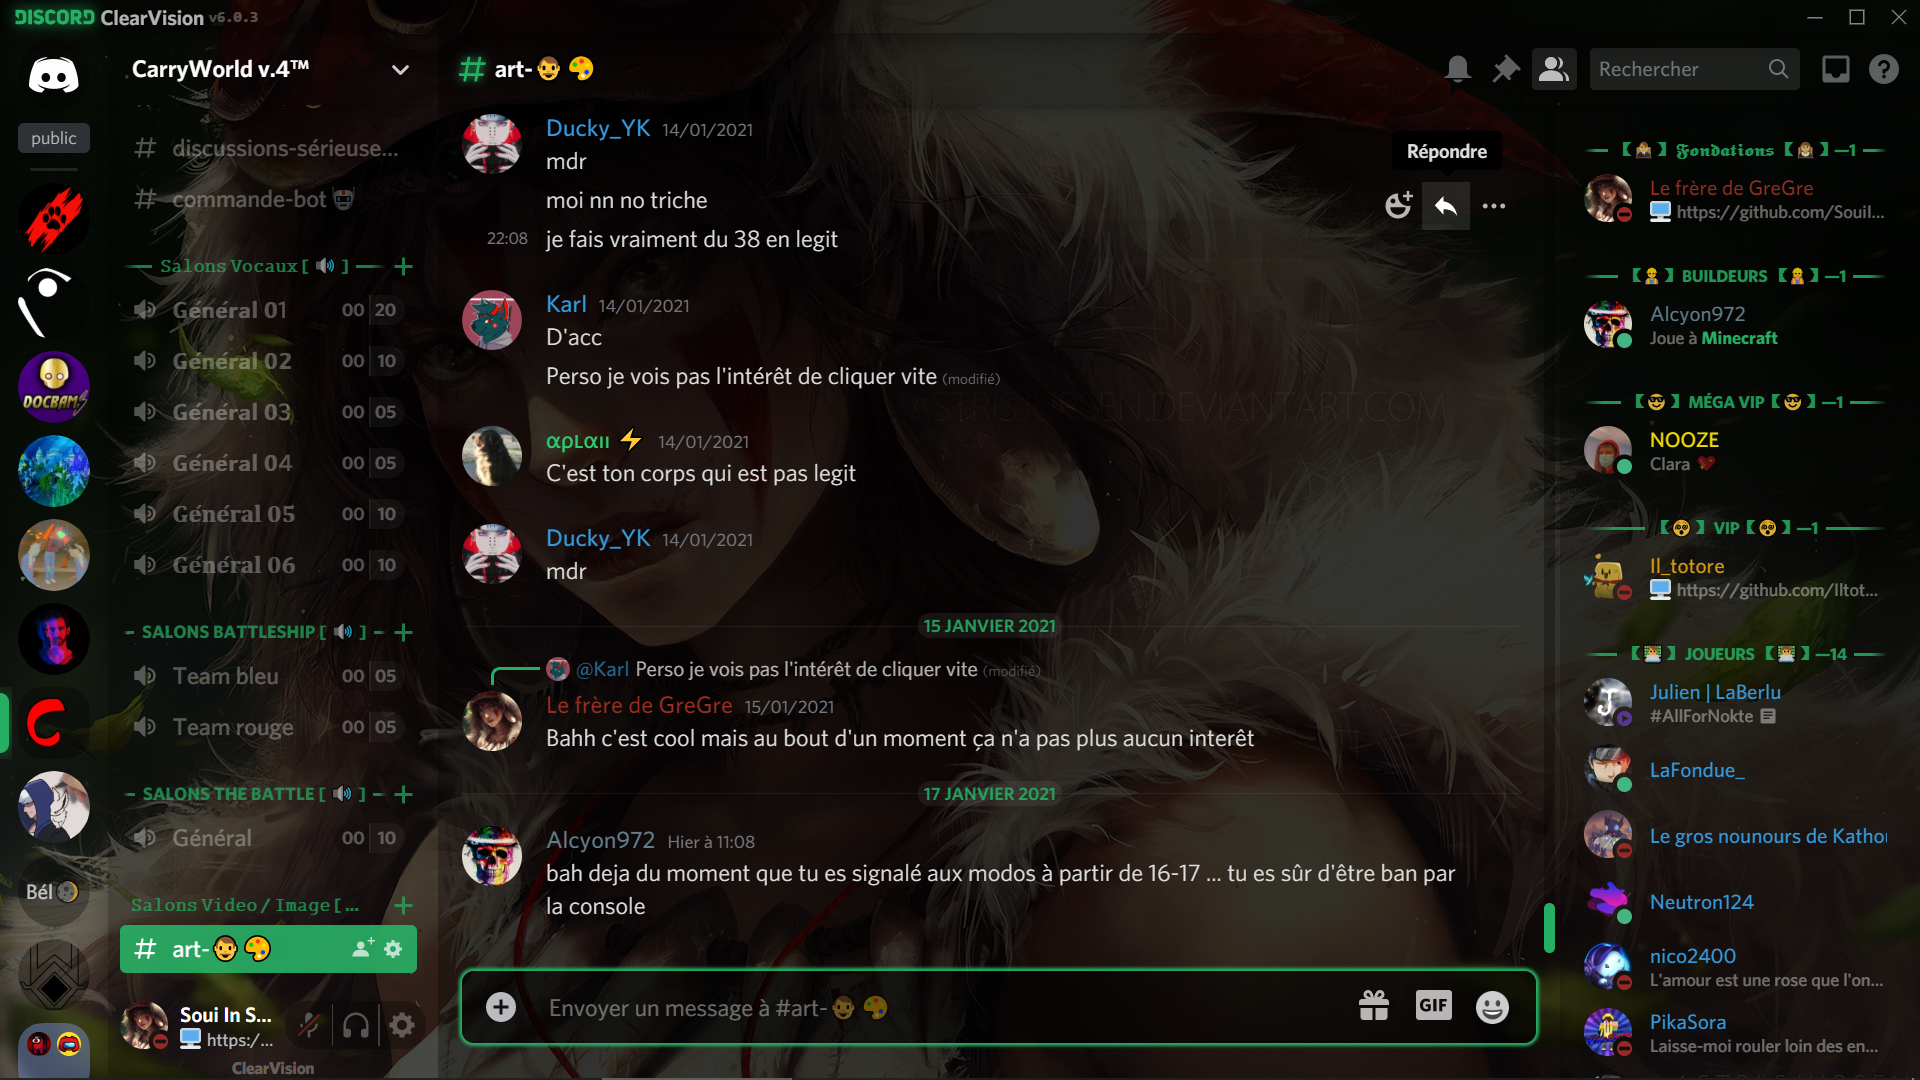 DISCORD ClearVision v6.0.3
CarryWorld v.4™
public
discussions-sérieuse...
commande-bot
Salons Vocaux [ 🔊 ]
Général 01 00 20
Général 02 00 10
Général 03 00 05
Général 04 00 05
Général 05 00 10
Général 06 00 10
SALONS BATTLESHIP [ 🔊 ]
Team bleu 00 05
Team rouge 00 05
SALONS THE BATTLE [ 🔊 ]
Général 00 10
Salons Video / Image [ ...
# art-👨🎨
DOCBAMS
Bél
Soui In S...
https:/...
ClearVision
# art-👨🎨
Rechercher
Répondre
Ducky_YK 14/01/2021
mdr
moi nn no triche
22:08 je fais vraiment du 38 en legit
Karl 14/01/2021
D'acc
Perso je vois pas l'intérêt de cliquer vite (modifié)
αρʟαıı ⚡ 14/01/2021
C'est ton corps qui est pas legit
Ducky_YK 14/01/2021
mdr
15 JANVIER 2021
@Karl Perso je vois pas l'intérêt de cliquer vite (modifié)
Le frère de GreGre 15/01/2021
Bahh c'est cool mais au bout d'un moment ça n'a pas plus aucun interêt
17 JANVIER 2021
Alcyon972 Hier à 11:08
bah deja du moment que tu es signalé aux modos à partir de 16-17 ... tu es sûr d'être ban par
la console
Envoyer un message à #art-👨🎨
GIF
【】 𝕱𝖔𝖓𝖉𝖆𝖙𝖎𝖔𝖓𝖘 【】—1
Le frère de GreGre
https://github.com/Souil...
【】 BUILDEURS 【】—1
Alcyon972
Joue à Minecraft
【😎】 MÉGA VIP【😎】—1
NOOZE
Clara 💖
【】 VIP【】—1
Il_totore
https://github.com/Iltot...
【】 JOUEURS 【】—14
Julien | LaBerlu
#AllForNokte
LaFondue_
Le gros nounours de Katho
Neutron124
nico2400
L'amour est une rose que l'on...
PikaSora
Laisse-moi rouler loin des en...